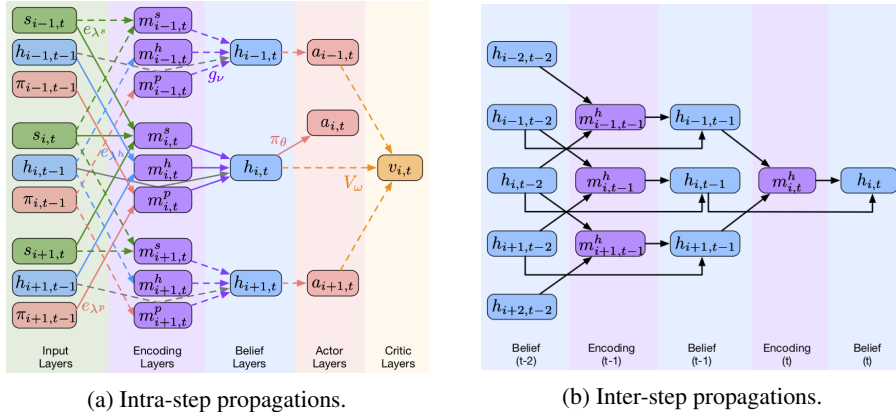 s_{i-1,t}
h_{i-1,t-1}
π_{i-1,t-1}
s_{i,t}
h_{i,t-1}
π_{i,t-1}
s_{i+1,t}
h_{i+1,t-1}
π_{i+1,t-1}
e_{λ^s}
e_{λ^h}
e_{λ^p}
m^s_{i-1,t}
m^h_{i-1,t}
m^p_{i-1,t}
m^s_{i,t}
m^h_{i,t}
m^p_{i,t}
m^s_{i+1,t}
m^h_{i+1,t}
m^p_{i+1,t}
g_ν
h_{i-1,t}
h_{i,t}
h_{i+1,t}
π_θ
a_{i-1,t}
a_{i,t}
a_{i+1,t}
V_ω
v_{i,t}
Input
Layers
Encoding
Layers
Belief
Layers
Actor
Layers
Critic
Layers
(a) Intra-step propagations.
h_{i-2,t-2}
h_{i-1,t-2}
h_{i,t-2}
h_{i+1,t-2}
h_{i+2,t-2}
m^h_{i-1,t-1}
m^h_{i,t-1}
m^h_{i+1,t-1}
h_{i-1,t-1}
h_{i,t-1}
h_{i+1,t-1}
m^h_{i,t}
h_{i,t}
Belief
(t-2)
Encoding
(t-1)
Belief
(t-1)
Encoding
(t)
Belief
(t)
(b) Inter-step propagations.